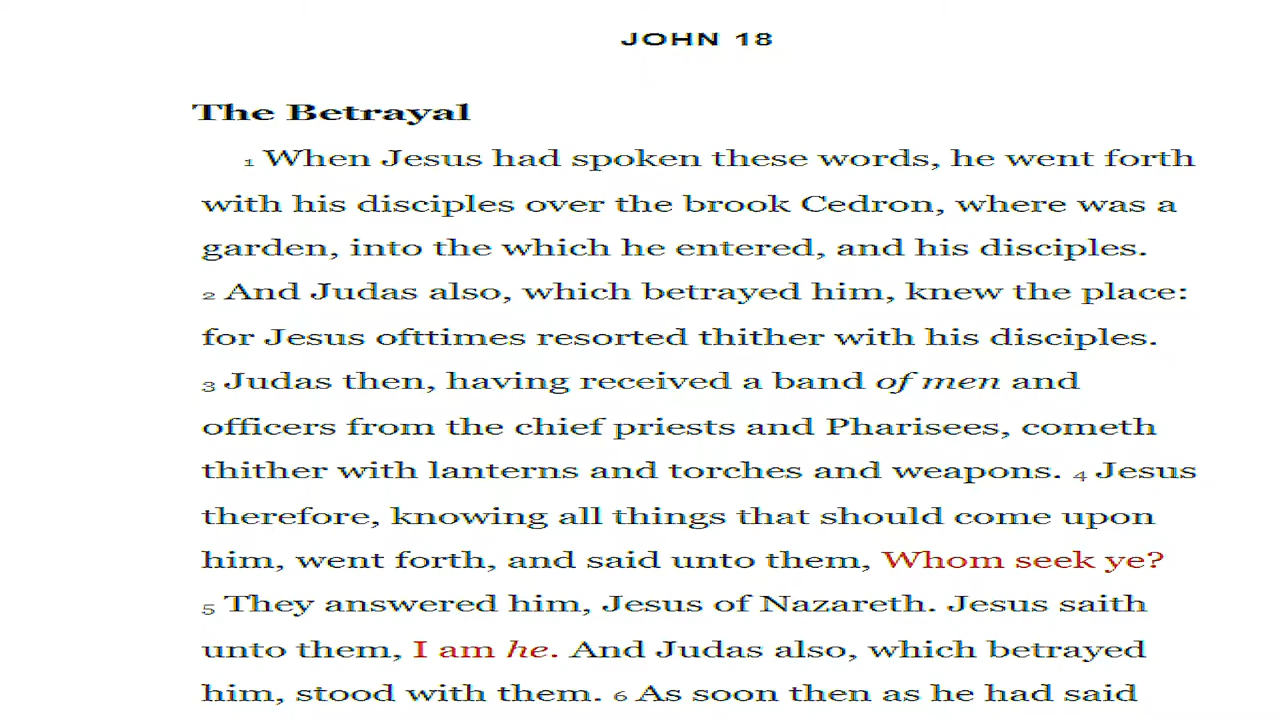 JOHN 18
The Betrayal
1 When Jesus had spoken these words, he went forth
with his disciples over the brook Cedron, where was a
garden, into the which he entered, and his disciples.
2 And Judas also, which betrayed him, knew the place:
for Jesus ofttimes resorted thither with his disciples.
3 Judas then, having received a band of men and
officers from the chief priests and Pharisees, cometh
thither with lanterns and torches and weapons. 4 Jesus
therefore, knowing all things that should come upon
him, went forth, and said unto them, Whom seek ye?
5 They answered him, Jesus of Nazareth. Jesus saith
unto them, I am he. And Judas also, which betrayed
him, stood with them. 6 As soon then as he had said